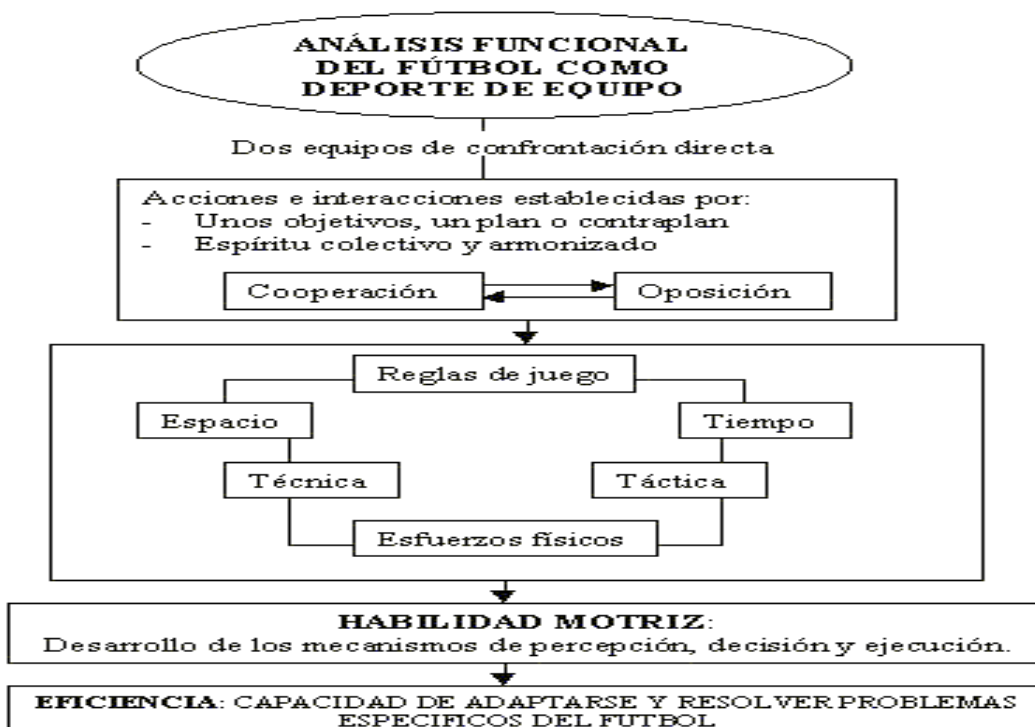 ANÁLISIS FUNCIONAL
DEL FÚTBOL COMO
DEPORTE DE EQUIPO
Dos equipos de confrontación directa
Acciones e interacciones establecidas por:
- Unos objetivos, un plan o contraplan
- Espíritu colectivo y armonizado
Cooperación
Oposición
Reglas de juego
Espacio
Tiempo
Técnica
Táctica
Esfuerzos físicos
HABILIDAD MOTRIZ:
Desarrollo de los mecanismos de percepción, decisión y ejecución.
EFICIENCIA: CAPACIDAD DE ADAPTARSE Y RESOLVER PROBLEMAS
ESPECIFICOS DEL FUTBOL